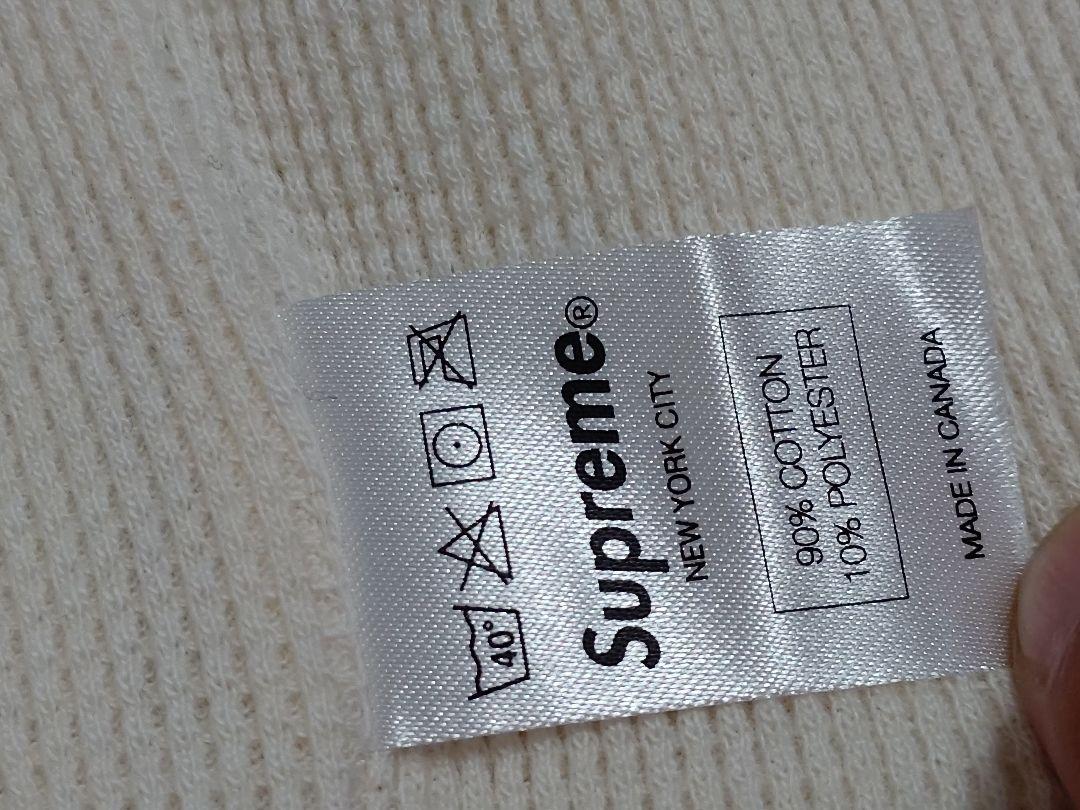 40°
Supreme®
NEW YORK CITY
90% COTTON
10% POLYESTER
MADE IN CANADA